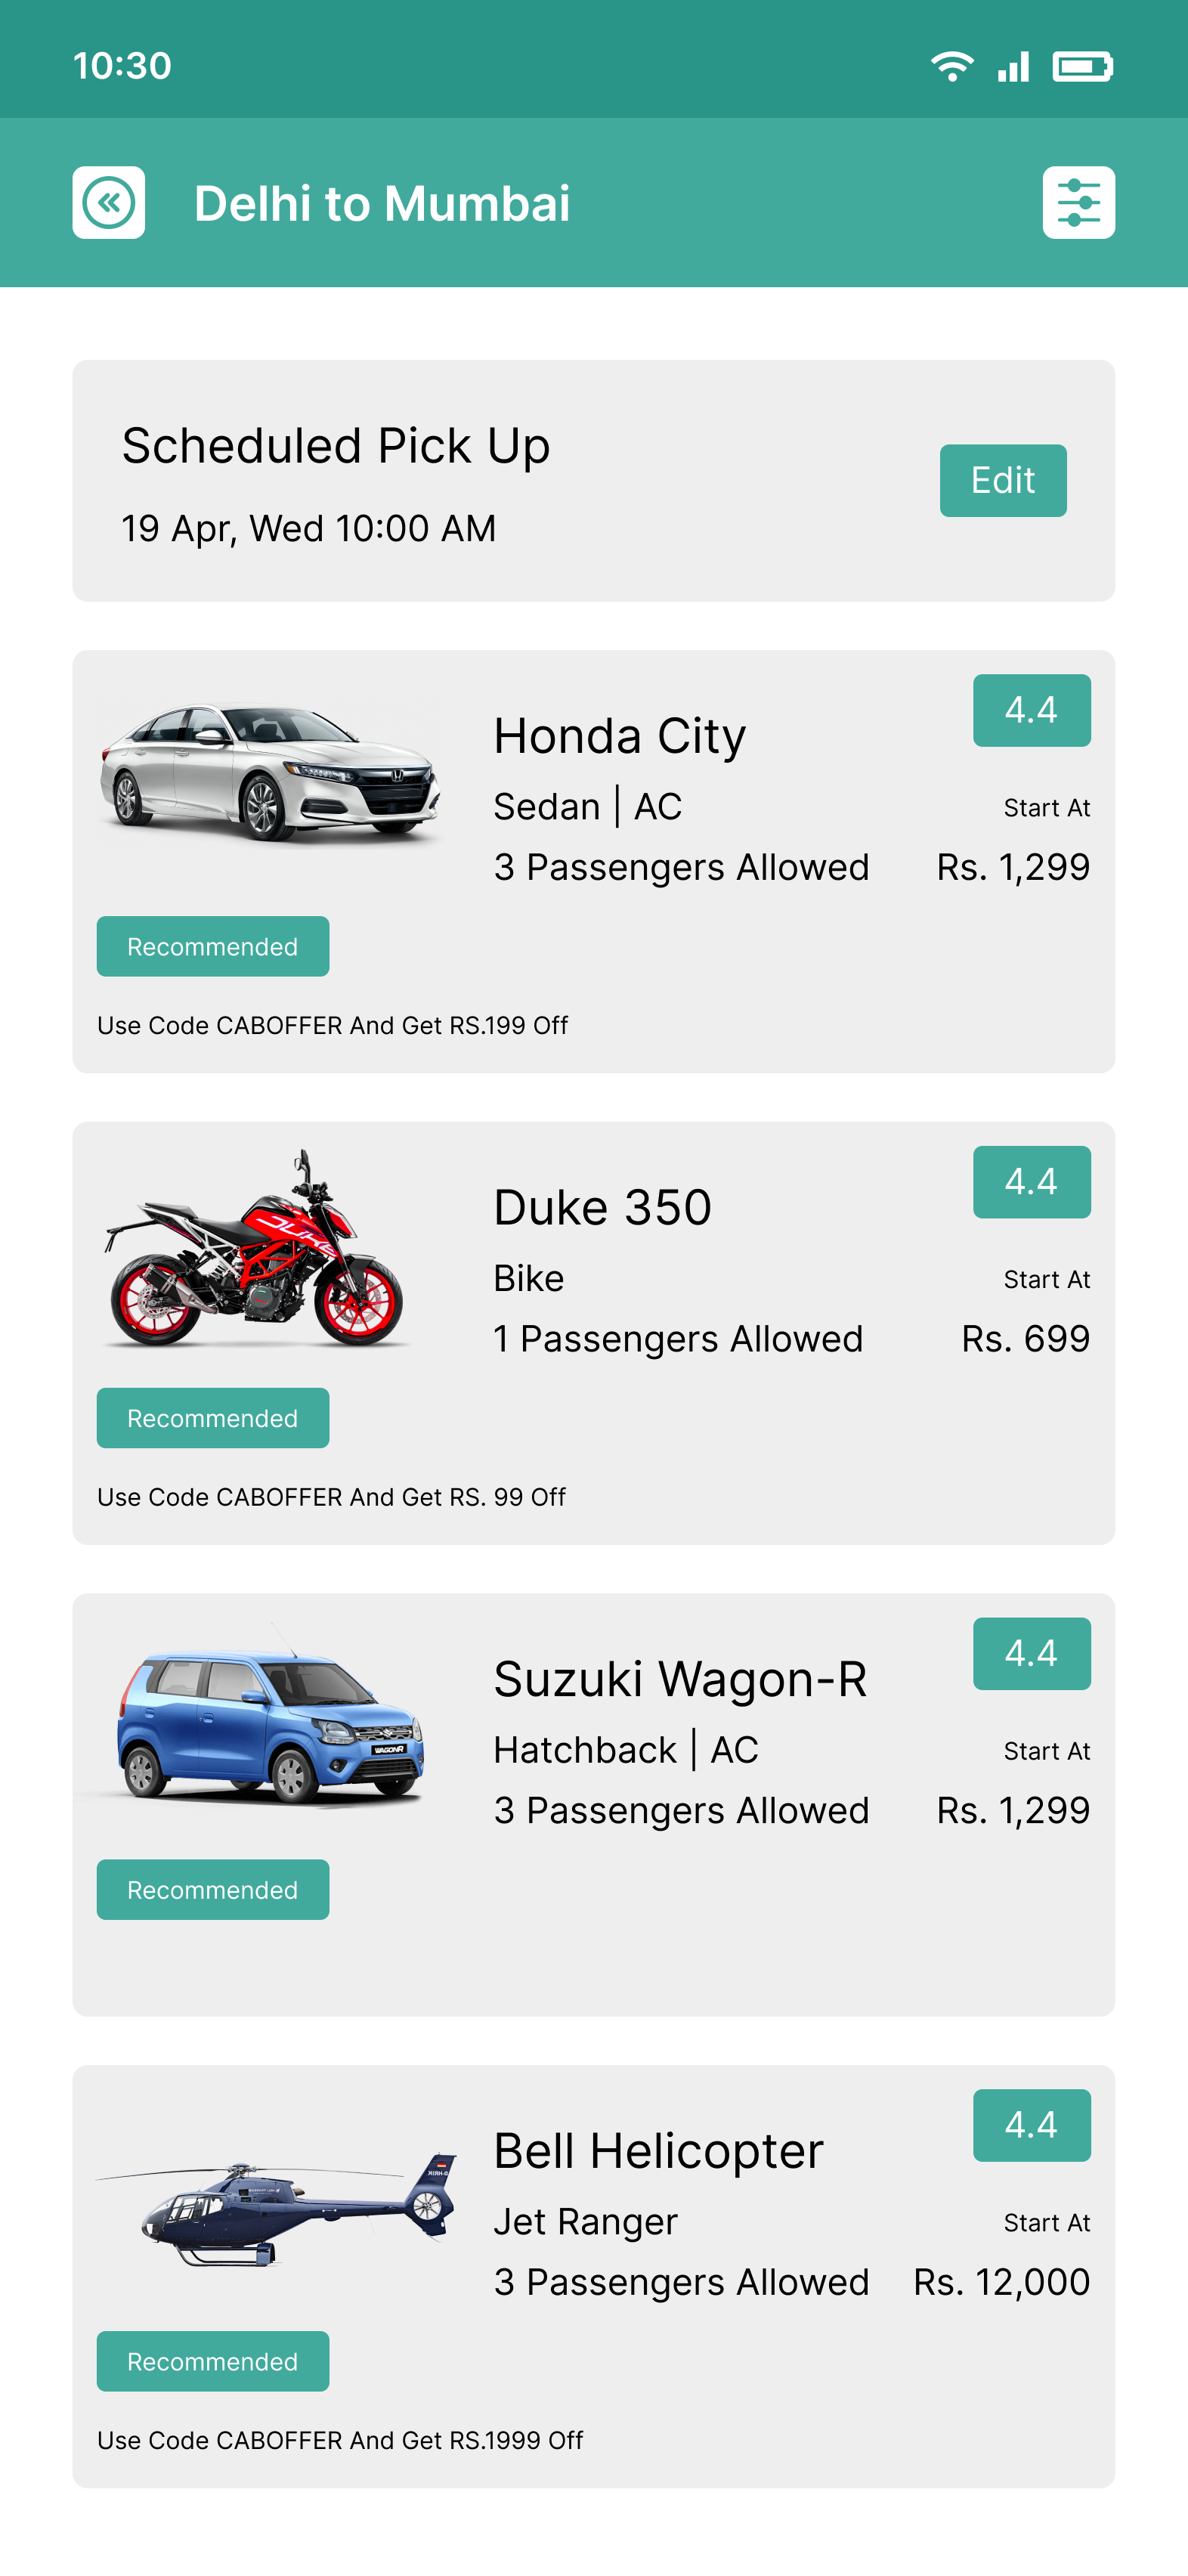 10:30
Delhi to Mumbai
Scheduled Pick Up
19 Apr, Wed 10:00 AM
Edit
4.4
Honda City
Sedan | AC
Start At
3 Passengers Allowed
Rs. 1,299
Recommended
Use Code CABOFFER And Get RS.199 Off
DUKE
4.4
Duke 350
Bike
Start At
1 Passengers Allowed
Rs. 699
Recommended
Use Code CABOFFER And Get RS. 99 Off
4.4
Suzuki Wagon-R
Hatchback | AC
WAGONR
Start At
3 Passengers Allowed
Rs. 1,299
Recommended
4.4
Bell Helicopter
Jet Ranger
Start At
3 Passengers Allowed
Rs. 12,000
Recommended
Use Code CABOFFER And Get RS.1999 Off